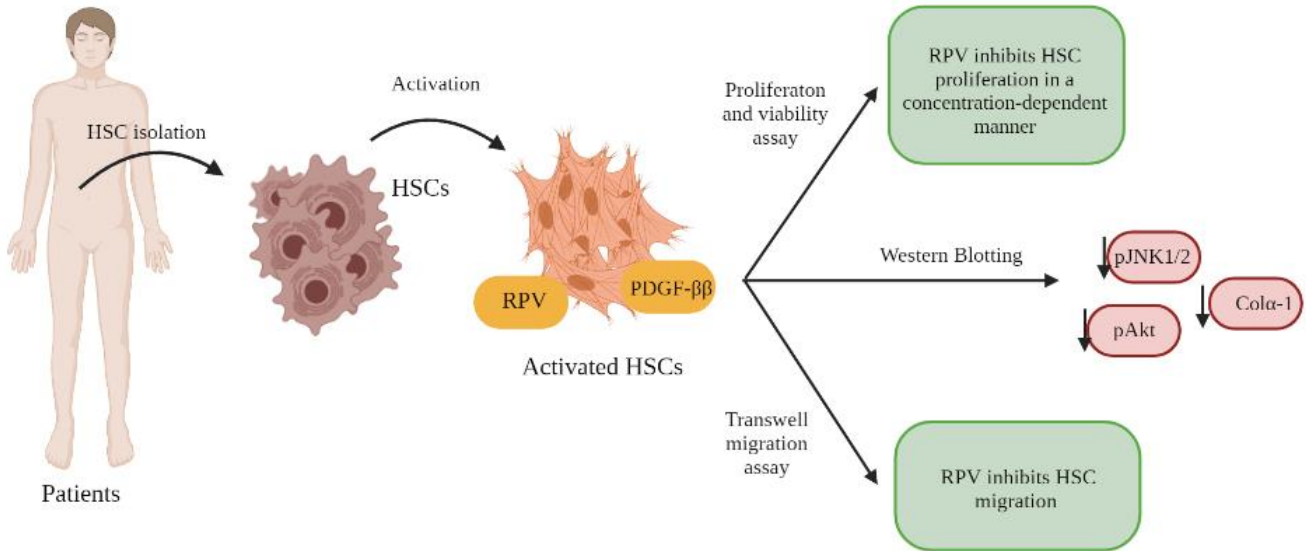 HSC isolation
Patients
Activation
HSCs
RPV
PDGF-ββ
Activated HSCs
Proliferaton
and viability
assay
RPV inhibits HSC
proliferation in a
concentration-dependent
manner
Western Blotting
pJNK1/2
Colα-1
pAkt
Transwell
migration
assay
RPV inhibits HSC
migration